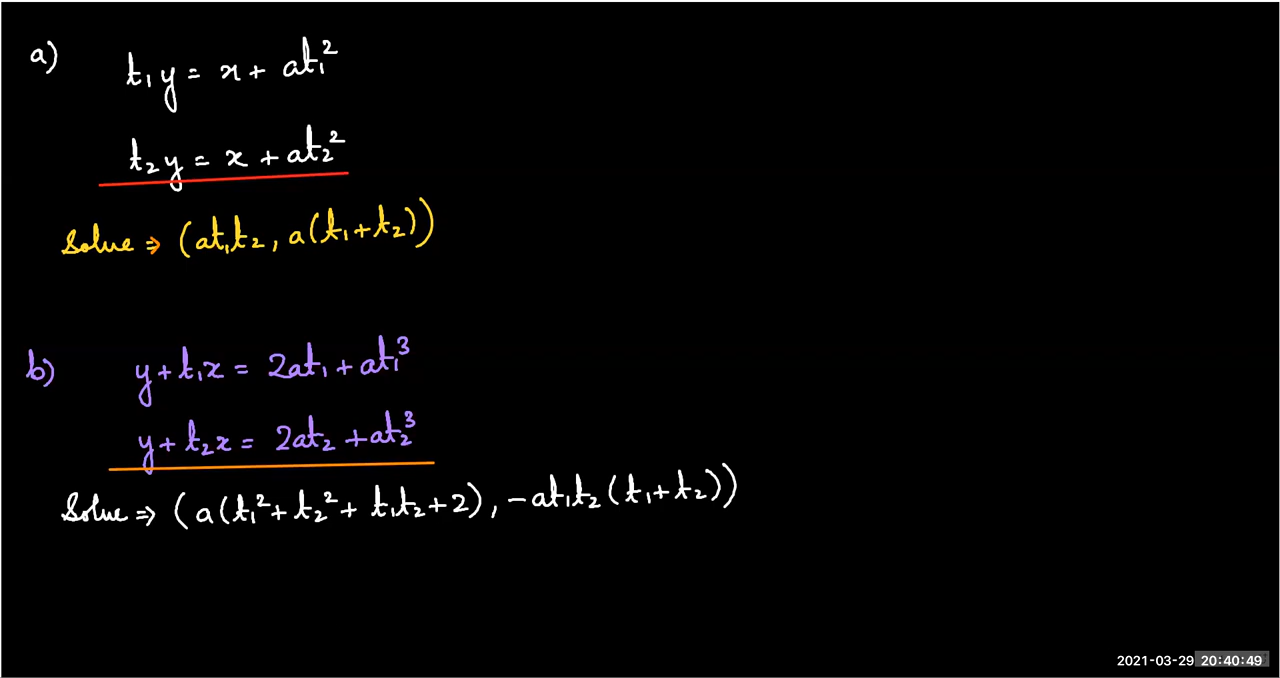 a) t₁y = x + at₁²
t₂y = x + at₂²
Solve ⇒ (at₁t₂, a(t₁+t₂))
b) y + t₁x = 2at₁ + at₁³
y + t₂x = 2at₂ + at₂³
Solve ⇒ (a(t₁²+t₂²+t₁t₂+2), -at₁t₂(t₁+t₂))
2021-03-29 20:40:49